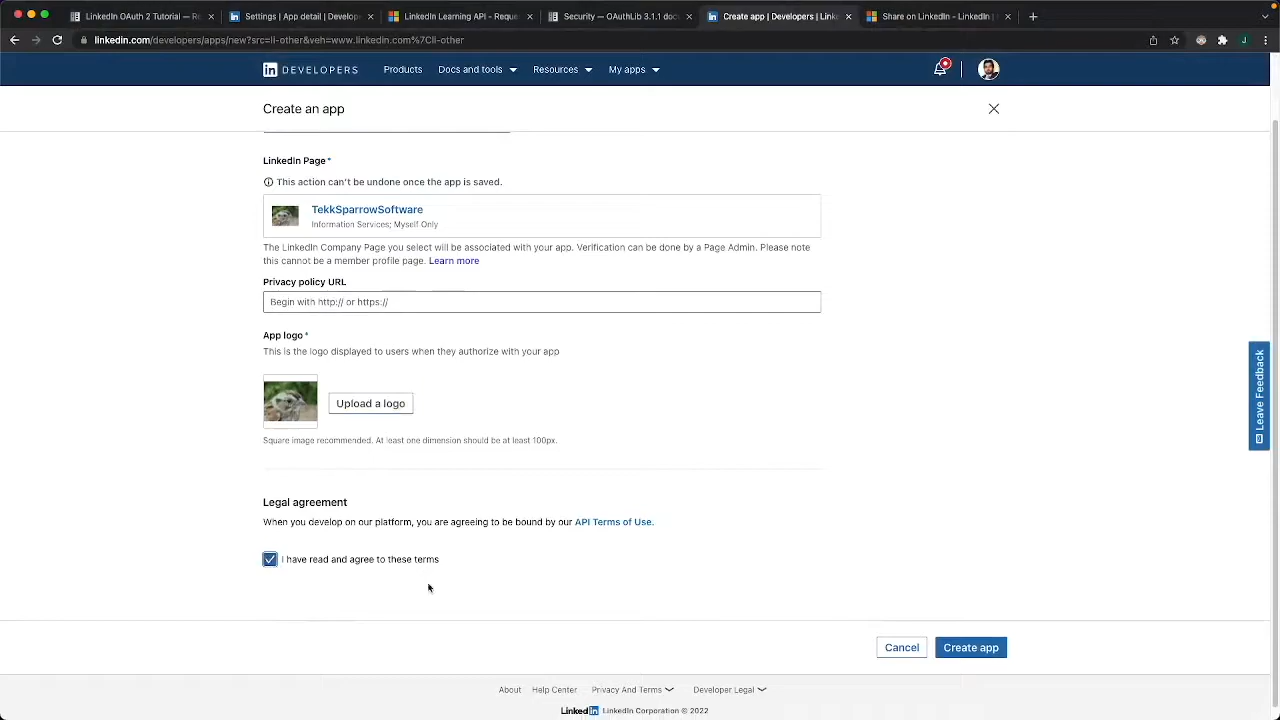 LinkedIn OAuth 2 Tutorial — R
Settings | App detail | Develop
LinkedIn Learning API - Reque
Security — OAuthLib 3.1.1 doc
Create app | Developers | Link
Share on LinkedIn - LinkedIn |
linkedin.com/developers/apps/new?src=li-other&veh=www.linkedin.com%7Cli-other
J
in DEVELOPERS
Products
Docs and tools
Resources
My apps
Create an app
LinkedIn Page*
This action can't be undone once the app is saved.
TekkSparrowSoftware
Information Services; Myself Only
The LinkedIn Company Page you select will be associated with your app. Verification can be done by a Page Admin. Please note
this cannot be a member profile page. Learn more
Privacy policy URL
Begin with http:// or https://
App logo*
This is the logo displayed to users when they authorize with your app
Upload a logo
Square image recommended. At least one dimension should be at least 100px.
Leave Feedback
Legal agreement
When you develop on our platform, you are agreeing to be bound by our API Terms of Use.
I have read and agree to these terms
Cancel
Create app
About
Help Center
Privacy And Terms
Developer Legal
Linkedin LinkedIn Corporation © 2022